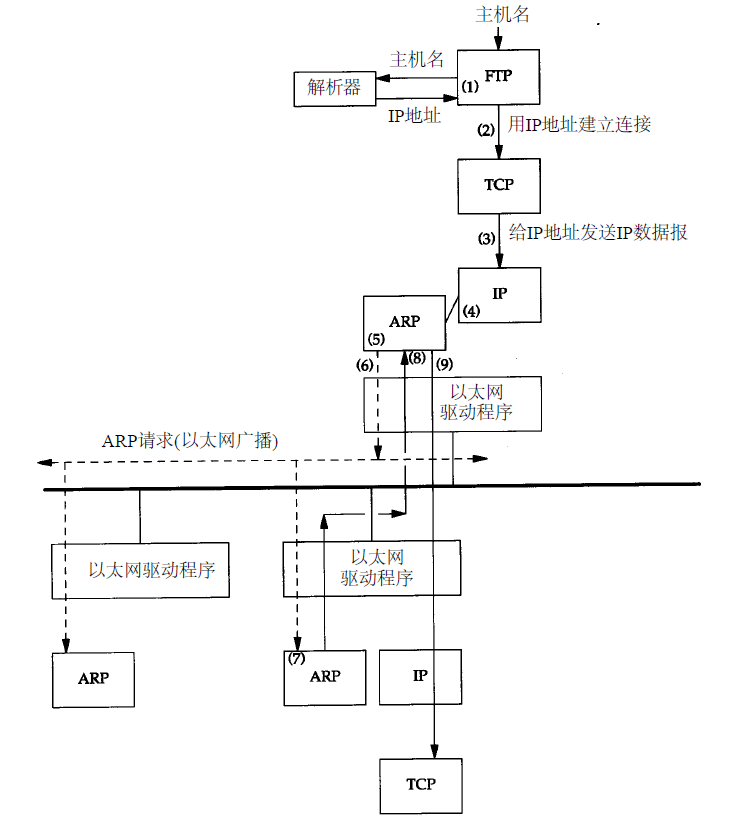 主机名
主机名
FTP
(1)
解析器
IP地址
(2)
用IP地址建立连接
TCP
(3)
给IP地址发送IP数据报
IP
(4)
ARP
(5)
(6)
(8)
(9)
以太网
驱动程序
ARP请求(以太网广播)
以太网驱动程序
以太网
驱动程序
(7)
ARP
ARP
IP
TCP